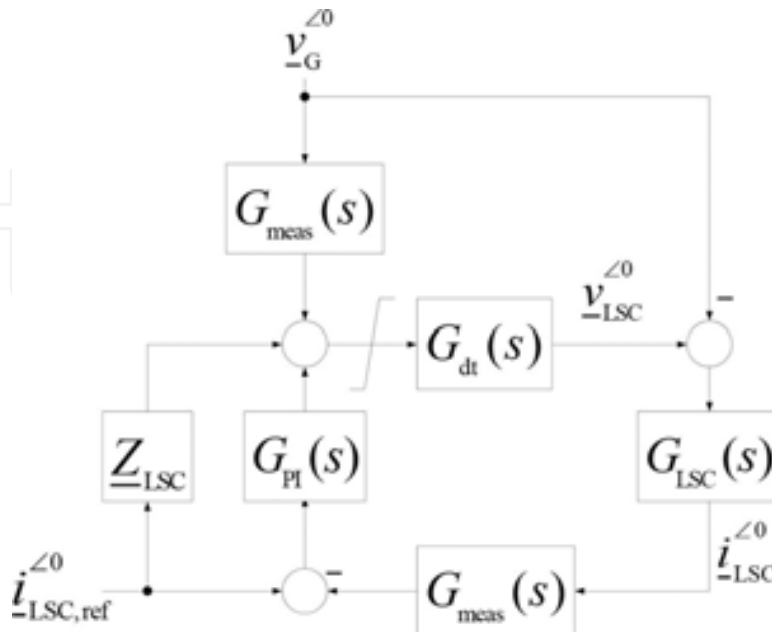 v_G^∠0
G_meas(s)
v_LSC^∠0
−
G_dt(s)
Z_LSC
G_PI(s)
G_LSC(s)
i_LSC,ref^∠0
−
G_meas(s)
i_LSC^∠0